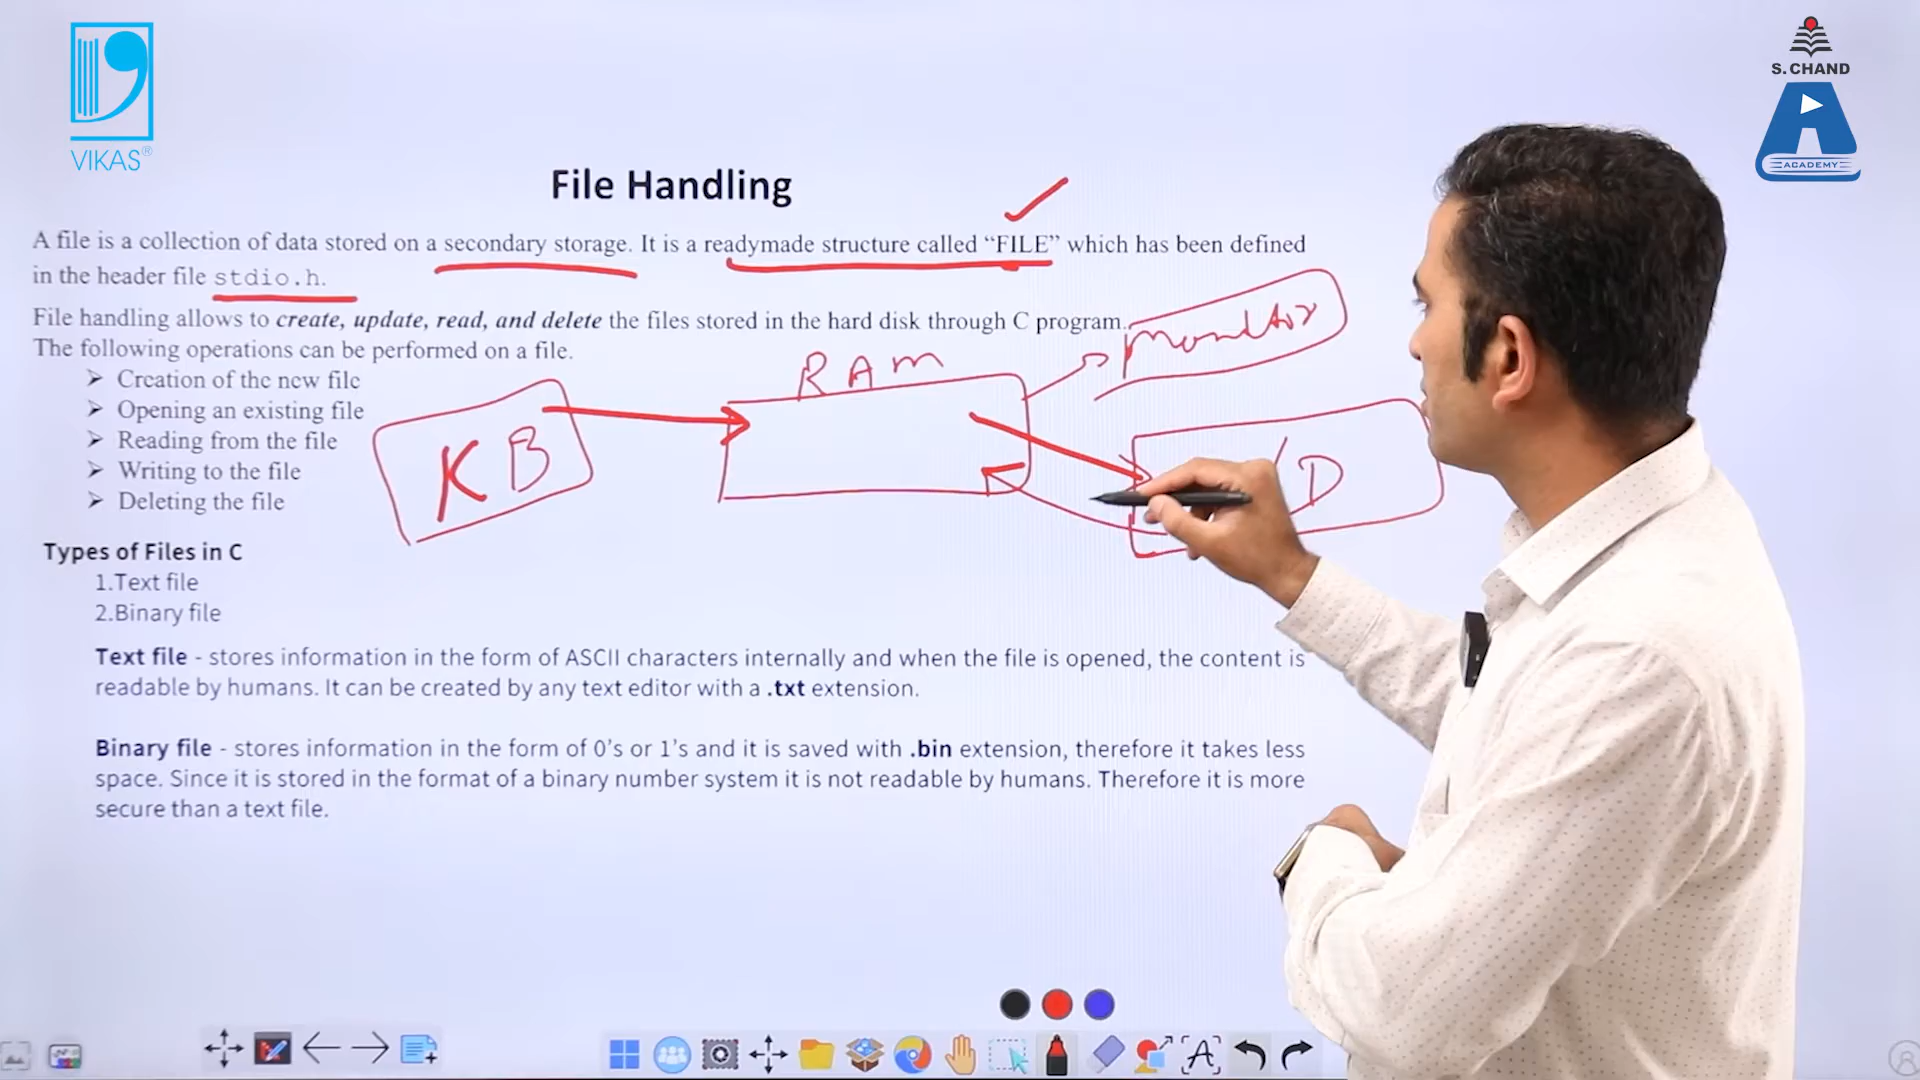 VIKAS®
S. CHAND
ACADEMY
File Handling
A file is a collection of data stored on a secondary storage. It is a readymade structure called “FILE” which has been defined
in the header file stdio.h.
File handling allows to create, update, read, and delete the files stored in the hard disk through C program.
The following operations can be performed on a file.
➢ Creation of the new file
➢ Opening an existing file
➢ Reading from the file
➢ Writing to the file
➢ Deleting the file
KB
RAM
Monitor
/D
Types of Files in C
1.Text file
2.Binary file
Text file - stores information in the form of ASCII characters internally and when the file is opened, the content is
readable by humans. It can be created by any text editor with a .txt extension.
Binary file - stores information in the form of 0’s or 1’s and it is saved with .bin extension, therefore it takes less
space. Since it is stored in the format of a binary number system it is not readable by humans. Therefore it is more
secure than a text file.